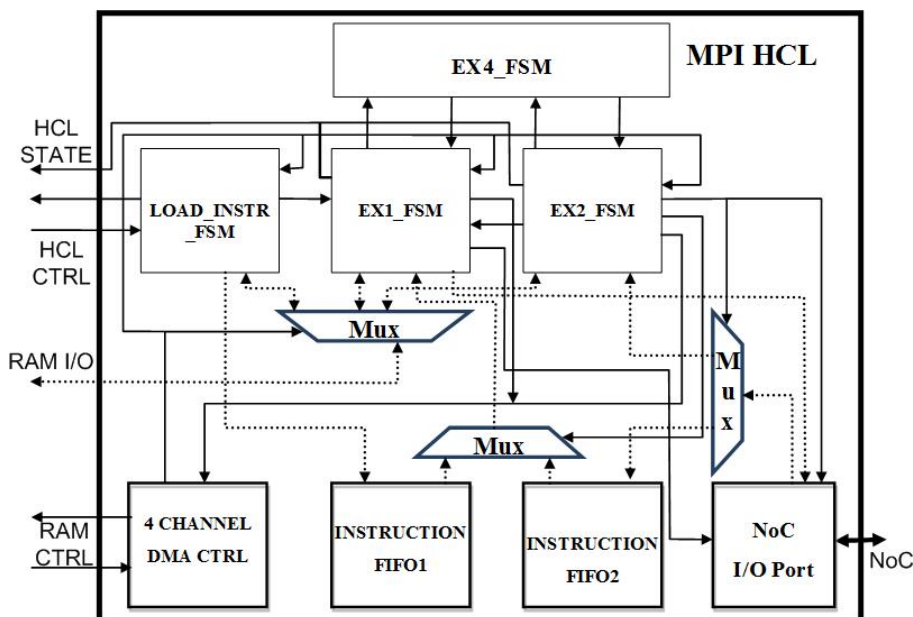 MPI HCL
EX4_FSM
HCL
STATE
LOAD_INSTR
_FSM
EX1_FSM
EX2_FSM
HCL
CTRL
Mux
RAM I/O
M
u
x
Mux
RAM
CTRL
4 CHANNEL
DMA CTRL
INSTRUCTION
FIFO1
INSTRUCTION
FIFO2
NoC
I/O Port
NoC